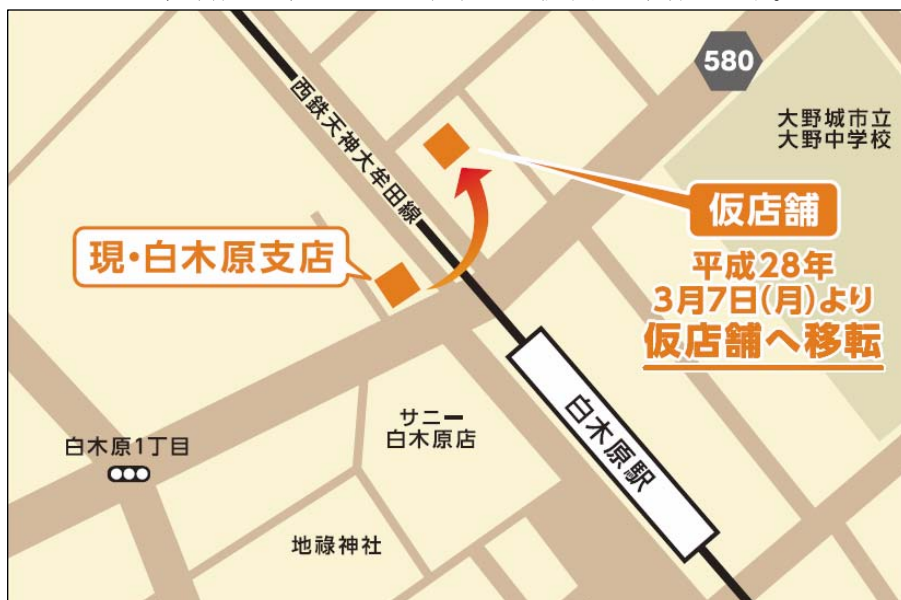 580
大野城市立
大野中学校
西鉄天神大牟田線
仮店舗
現・白木原支店
平成28年
3月7日(月)より
仮店舗へ移転
サニー
白木原店
白木原駅
白木原1丁目
地祿神社